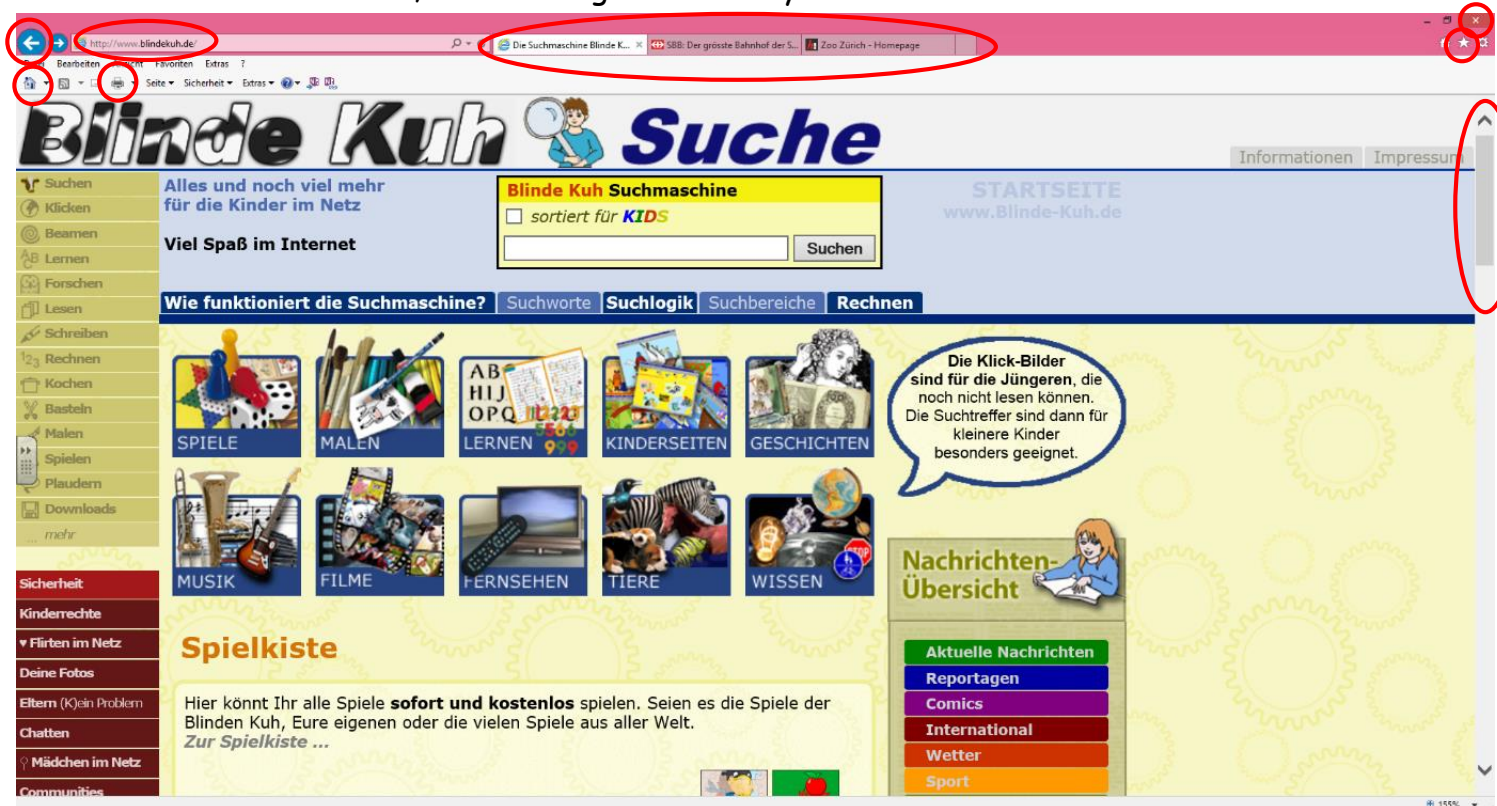 http://www.blindekuh.de/
Die Suchmaschine Blinde K...
SBB: Der grösste Bahnhof der S...
Zoo Zürich - Homepage
Bearbeiten
Favoriten Extras ?
Seite Sicherheit Extras
Blinde Kuh Suche
Informationen Impressum
Suchen
Klicken
Beamen
Lernen
Forschen
Lesen
Schreiben
Rechnen
Kochen
Basteln
Malen
Spielen
Plaudern
Downloads
... mehr
Sicherheit
Kinderrechte
Flirten im Netz
Deine Fotos
Eltern (K)ein Problem
Chatten
Mädchen im Netz
Communities
Alles und noch viel mehr
für die Kinder im Netz
Viel Spaß im Internet
Blinde Kuh Suchmaschine
sortiert für KIDS
Suchen
STARTSEITE
www.Blinde-Kuh.de
Wie funktioniert die Suchmaschine? Suchworte Suchlogik Suchbereiche Rechnen
SPIELE MALEN LERNEN KINDERSEITEN GESCHICHTEN
MUSIK FILME FERNSEHEN TIERE WISSEN
Die Klick-Bilder
sind für die Jüngeren, die
noch nicht lesen können.
Die Suchtreffer sind dann für
kleinere Kinder
besonders geeignet.
Spielkiste
Hier könnt Ihr alle Spiele sofort und kostenlos spielen. Seien es die Spiele der
Blinden Kuh, Eure eigenen oder die vielen Spiele aus aller Welt.
Zur Spielkiste ...
Nachrichten-
Übersicht
Aktuelle Nachrichten
Reportagen
Comics
International
Wetter
Sport
155%